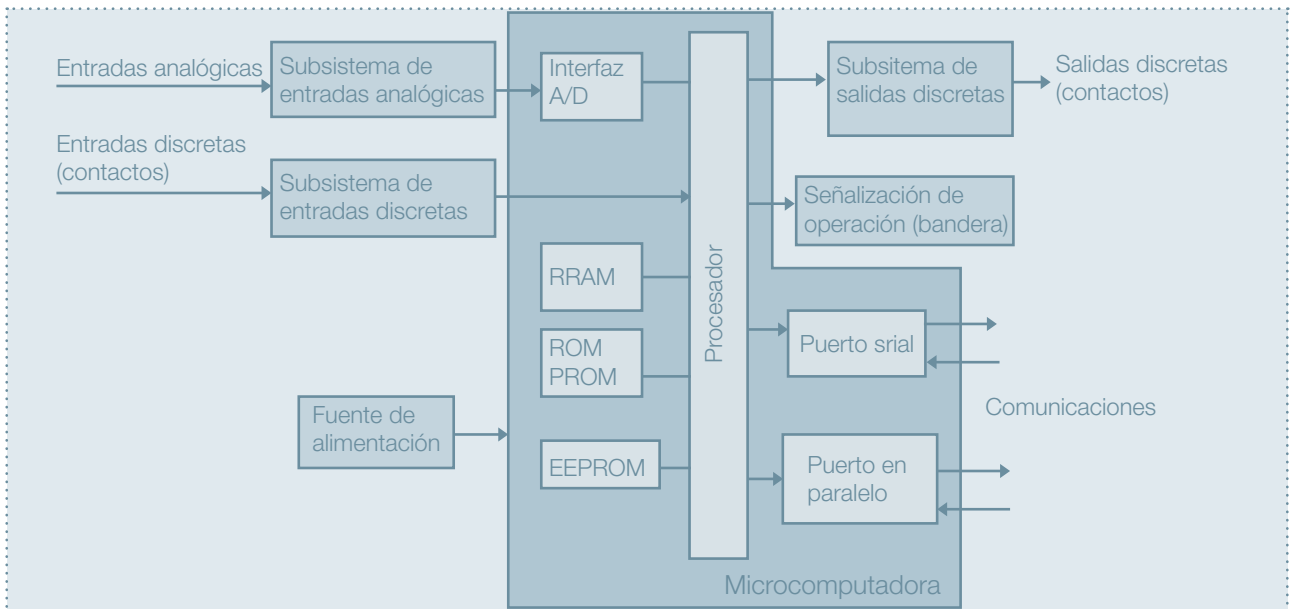 Entradas analógicas
Subsistema de
entradas analógicas
Interfaz
A/D
Subsitema de
salidas discretas
Salidas discretas
(contactos)
Entradas discretas
(contactos)
Subsistema de
entradas discretas
Señalización de
operación (bandera)
RRAM
Procesador
ROM
PROM
Puerto srial
Comunicaciones
Fuente de
alimentación
EEPROM
Puerto en
paralelo
Microcomputadora